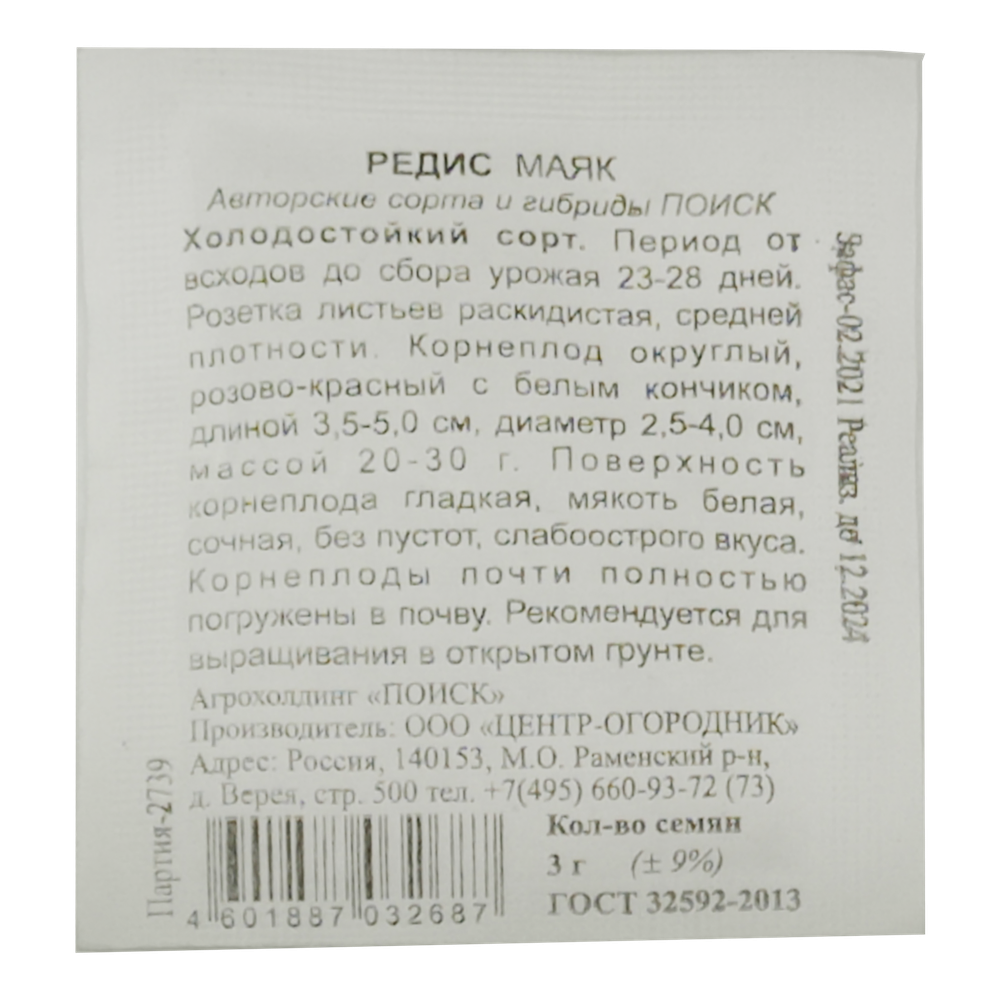 РЕДИС МАЯК
Авторские сорта и гибриды ПОИСК
Холодостойкий сорт. Период от
всходов до сбора урожая 23-28 дней.
Розетка листьев раскидистая, средней
плотности. Корнеплод округлый,
розово-красный с белым кончиком,
длиной 3,5-5,0 см, диаметр 2,5-4,0 см,
массой 20-30 г. Поверхность
корнеплода гладкая, мякоть белая,
сочная, без пустот, слабоострого вкуса.
Корнеплоды почти полностью
погружены в почву. Рекомендуется для
выращивания в открытом грунте.
Агрохолдинг «ПОИСК»
Производитель: ООО «ЦЕНТР-ОГОРОДНИК»
Адрес: Россия, 140153, М.О. Раменский р-н,
д. Верея, стр. 500 тел. +7(495) 660-93-72 (73)
Кол-во семян
3 г (± 9%)
ГОСТ 32592-2013
4 601887 032687
Партия-2739
02.2021 Реализ. до 12.2024